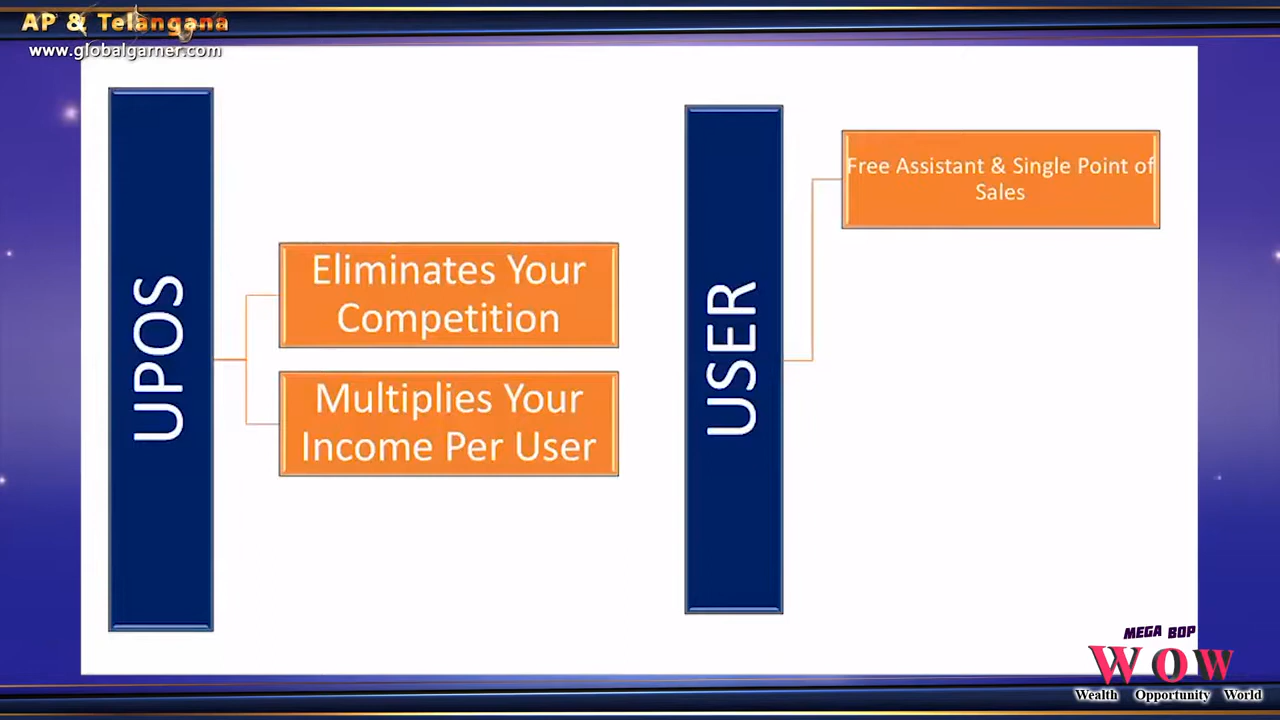 AP & Telangana
www.globalgarner.com
UPOS
Eliminates Your
Competition
Multiplies Your
Income Per User
USER
Free Assistant & Single Point of
Sales
MEGA BOP
WOW
Wealth Opportunity World